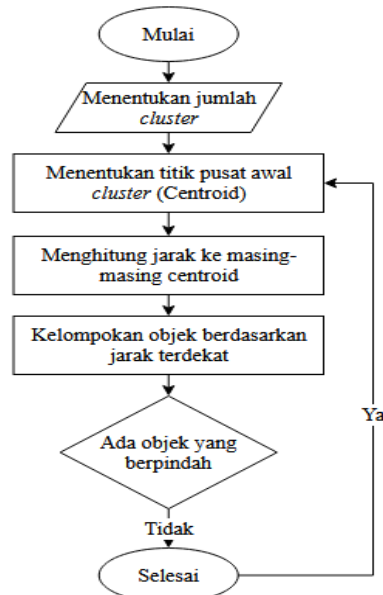 Mulai
Menentukan jumlah
cluster
Menentukan titik pusat awal
cluster (Centroid)
Menghitung jarak ke masing-
masing centroid
Kelompokan objek berdasarkan
jarak terdekat
Ada objek yang
berpindah
Ya
Tidak
Selesai